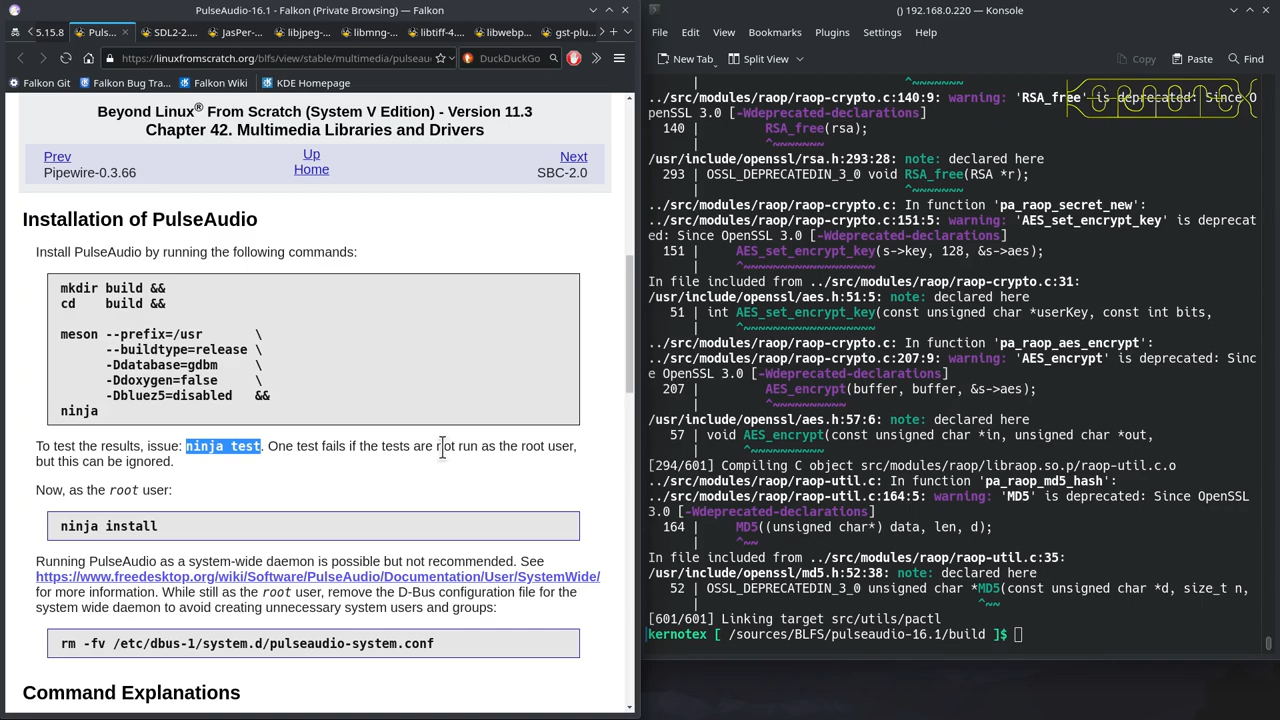 PulseAudio-16.1 - Falkon (Private Browsing) — Falkon
5.15.8
Puls...
SDL2-2....
JasPer-...
libjpeg-...
libmng-...
libtiff-4....
libwebp...
gst-plu...
https://linuxfromscratch.org/blfs/view/stable/multimedia/pulseau
DuckDuckGo
Falkon Git
Falkon Bug Tra...
Falkon Wiki
KDE Homepage
Beyond Linux® From Scratch (System V Edition) - Version 11.3
Chapter 42. Multimedia Libraries and Drivers
Prev
Up
Next
Pipewire-0.3.66
Home
SBC-2.0
Installation of PulseAudio
Install PulseAudio by running the following commands:
mkdir build &&
cd    build &&
meson --prefix=/usr       \
--buildtype=release \
-Ddatabase=gdbm     \
-Ddoxygen=false     \
-Dbluez5=disabled   &&
ninja
To test the results, issue: ninja test. One test fails if the tests are not run as the root user,
but this can be ignored.
Now, as the root user:
ninja install
Running PulseAudio as a system-wide daemon is possible but not recommended. See
https://www.freedesktop.org/wiki/Software/PulseAudio/Documentation/User/SystemWide/
for more information. While still as the root user, remove the D-Bus configuration file for the
system wide daemon to avoid creating unnecessary system users and groups:
rm -fv /etc/dbus-1/system.d/pulseaudio-system.conf
Command Explanations
() 192.168.0.220 — Konsole
File Edit View Bookmarks Plugins Settings Help
New Tab
Split View
Copy
Paste
Find
^~~~~~~~
../src/modules/raop/raop-crypto.c:140:9: warning: 'RSA_free' is deprecated: Since O
penSSL 3.0 [-Wdeprecated-declarations]
140 |         RSA_free(rsa);
|         ^~~~~~~~
/usr/include/openssl/rsa.h:293:28: note: declared here
293 | OSSL_DEPRECATEDIN_3_0 void RSA_free(RSA *r);
|                            ^~~~~~~~
../src/modules/raop/raop-crypto.c: In function 'pa_raop_secret_new':
../src/modules/raop/raop-crypto.c:151:5: warning: 'AES_set_encrypt_key' is deprecat
ed: Since OpenSSL 3.0 [-Wdeprecated-declarations]
151 |     AES_set_encrypt_key(s->key, 128, &s->aes);
|     ^~~~~~~~~~~~~~~~~~~
In file included from ../src/modules/raop/raop-crypto.c:31:
/usr/include/openssl/aes.h:51:5: note: declared here
51 | int AES_set_encrypt_key(const unsigned char *userKey, const int bits,
|     ^~~~~~~~~~~~~~~~~~~
../src/modules/raop/raop-crypto.c: In function 'pa_raop_aes_encrypt':
../src/modules/raop/raop-crypto.c:207:9: warning: 'AES_encrypt' is deprecated: Sinc
e OpenSSL 3.0 [-Wdeprecated-declarations]
207 |         AES_encrypt(buffer, buffer, &s->aes);
|         ^~~~~~~~~~~
/usr/include/openssl/aes.h:57:6: note: declared here
57 | void AES_encrypt(const unsigned char *in, unsigned char *out,
|      ^~~~~~~~~~~
[294/601] Compiling C object src/modules/raop/libraop.so.p/raop-util.c.o
../src/modules/raop/raop-util.c: In function 'pa_raop_md5_hash':
../src/modules/raop/raop-util.c:164:5: warning: 'MD5' is deprecated: Since OpenSSL
3.0 [-Wdeprecated-declarations]
164 |     MD5((unsigned char*) data, len, d);
|     ^~~
In file included from ../src/modules/raop/raop-util.c:35:
/usr/include/openssl/md5.h:52:38: note: declared here
52 | OSSL_DEPRECATEDIN_3_0 unsigned char *MD5(const unsigned char *d, size_t n,
|                                      ^~~
[601/601] Linking target src/utils/pactl
kernotex [ /sources/BLFS/pulseaudio-16.1/build ]$